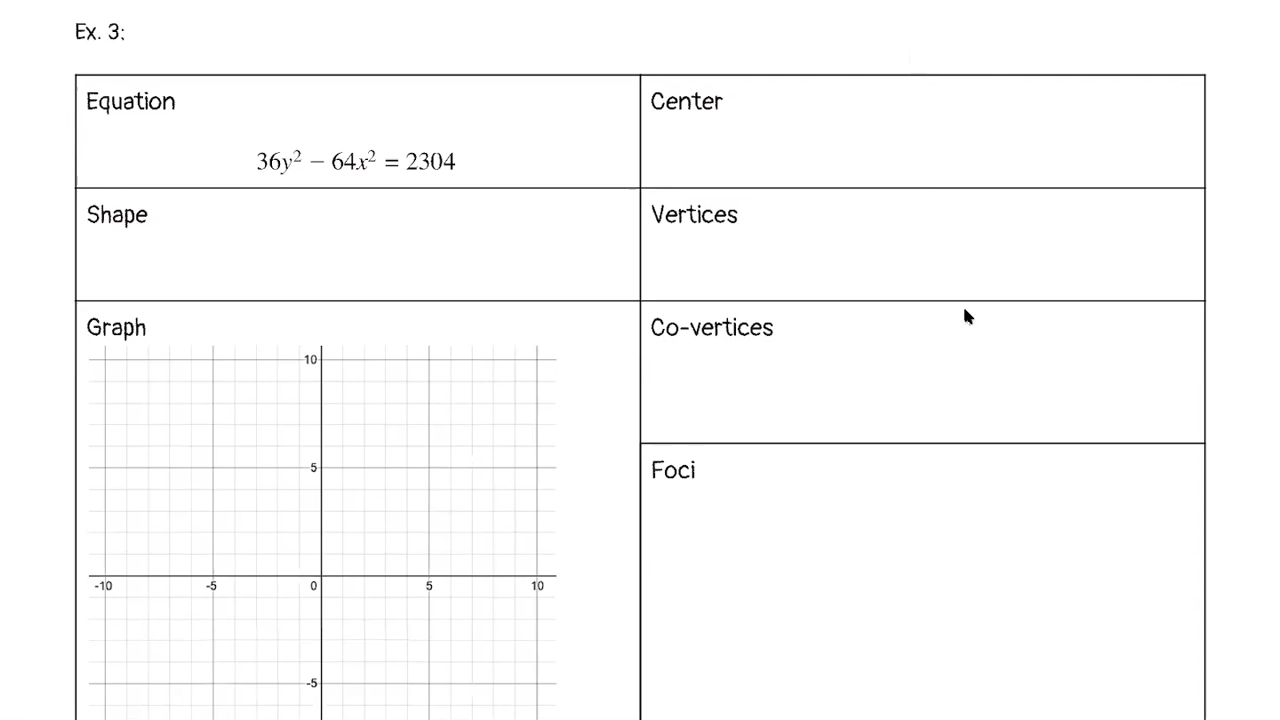 Ex. 3:
Equation
Center
36y² − 64x² = 2304
Shape
Vertices
Graph
Co-vertices
10
5
Foci
-10 -5 0 5 10
-5